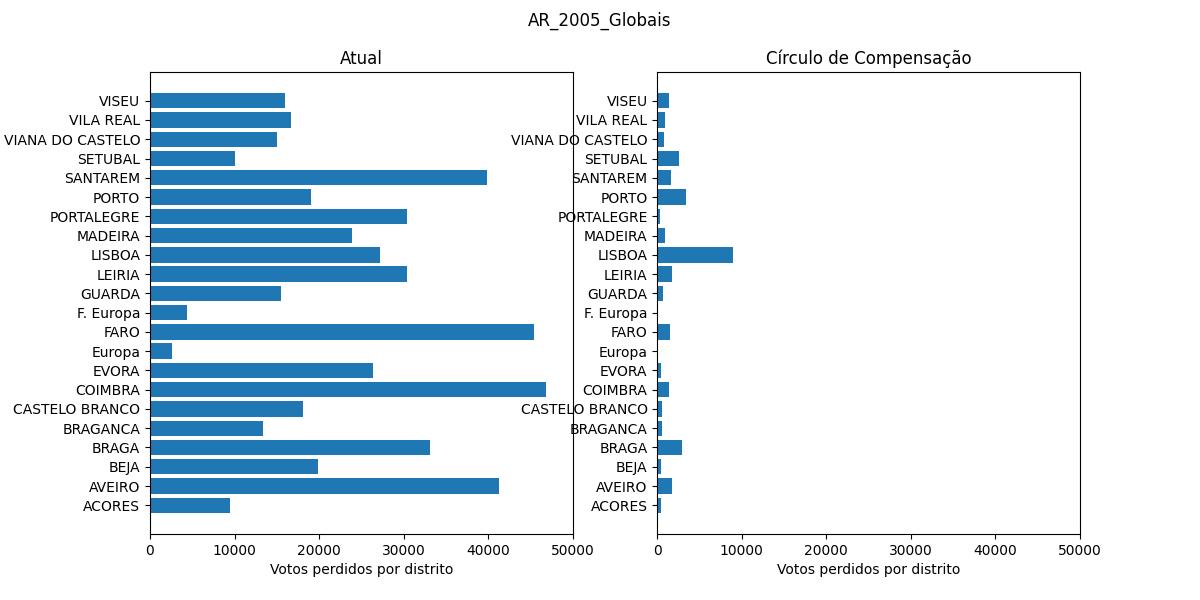 AR_2005_Globais
Atual
VISEU
VILA REAL
VIANA DO CASTELO
SETUBAL
SANTAREM
PORTO
PORTALEGRE
MADEIRA
LISBOA
LEIRIA
GUARDA
F. Europa
FARO
Europa
EVORA
COIMBRA
CASTELO BRANCO
BRAGANCA
BRAGA
BEJA
AVEIRO
ACORES
0 10000 20000 30000 40000 50000
Votos perdidos por distrito
Círculo de Compensação
VISEU
VILA REAL
VIANA DO CASTELO
SETUBAL
SANTAREM
PORTO
PORTALEGRE
MADEIRA
LISBOA
LEIRIA
GUARDA
F. Europa
FARO
Europa
EVORA
COIMBRA
CASTELO BRANCO
BRAGANCA
BRAGA
BEJA
AVEIRO
ACORES
0 10000 20000 30000 40000 50000
Votos perdidos por distrito